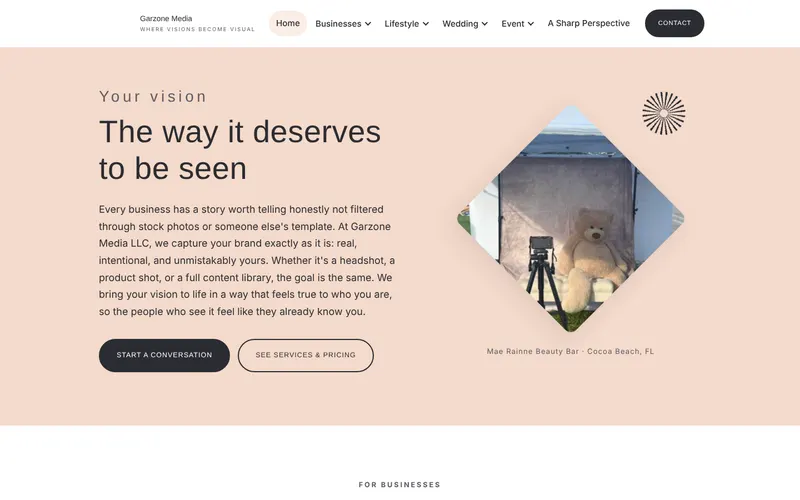 Garzone Media
WHERE VISIONS BECOME VISUAL
Home
Businesses
Lifestyle
Wedding
Event
A Sharp Perspective
CONTACT
Your vision
The way it deserves
to be seen
Every business has a story worth telling honestly not filtered
through stock photos or someone else's template. At Garzone
Media LLC, we capture your brand exactly as it is: real,
intentional, and unmistakably yours. Whether it's a headshot, a
product shot, or a full content library, the goal is the same. We
bring your vision to life in a way that feels true to who you are,
so the people who see it feel like they already know you.
START A CONVERSATION
SEE SERVICES & PRICING
Mae Rainne Beauty Bar · Cocoa Beach, FL
FOR BUSINESSES